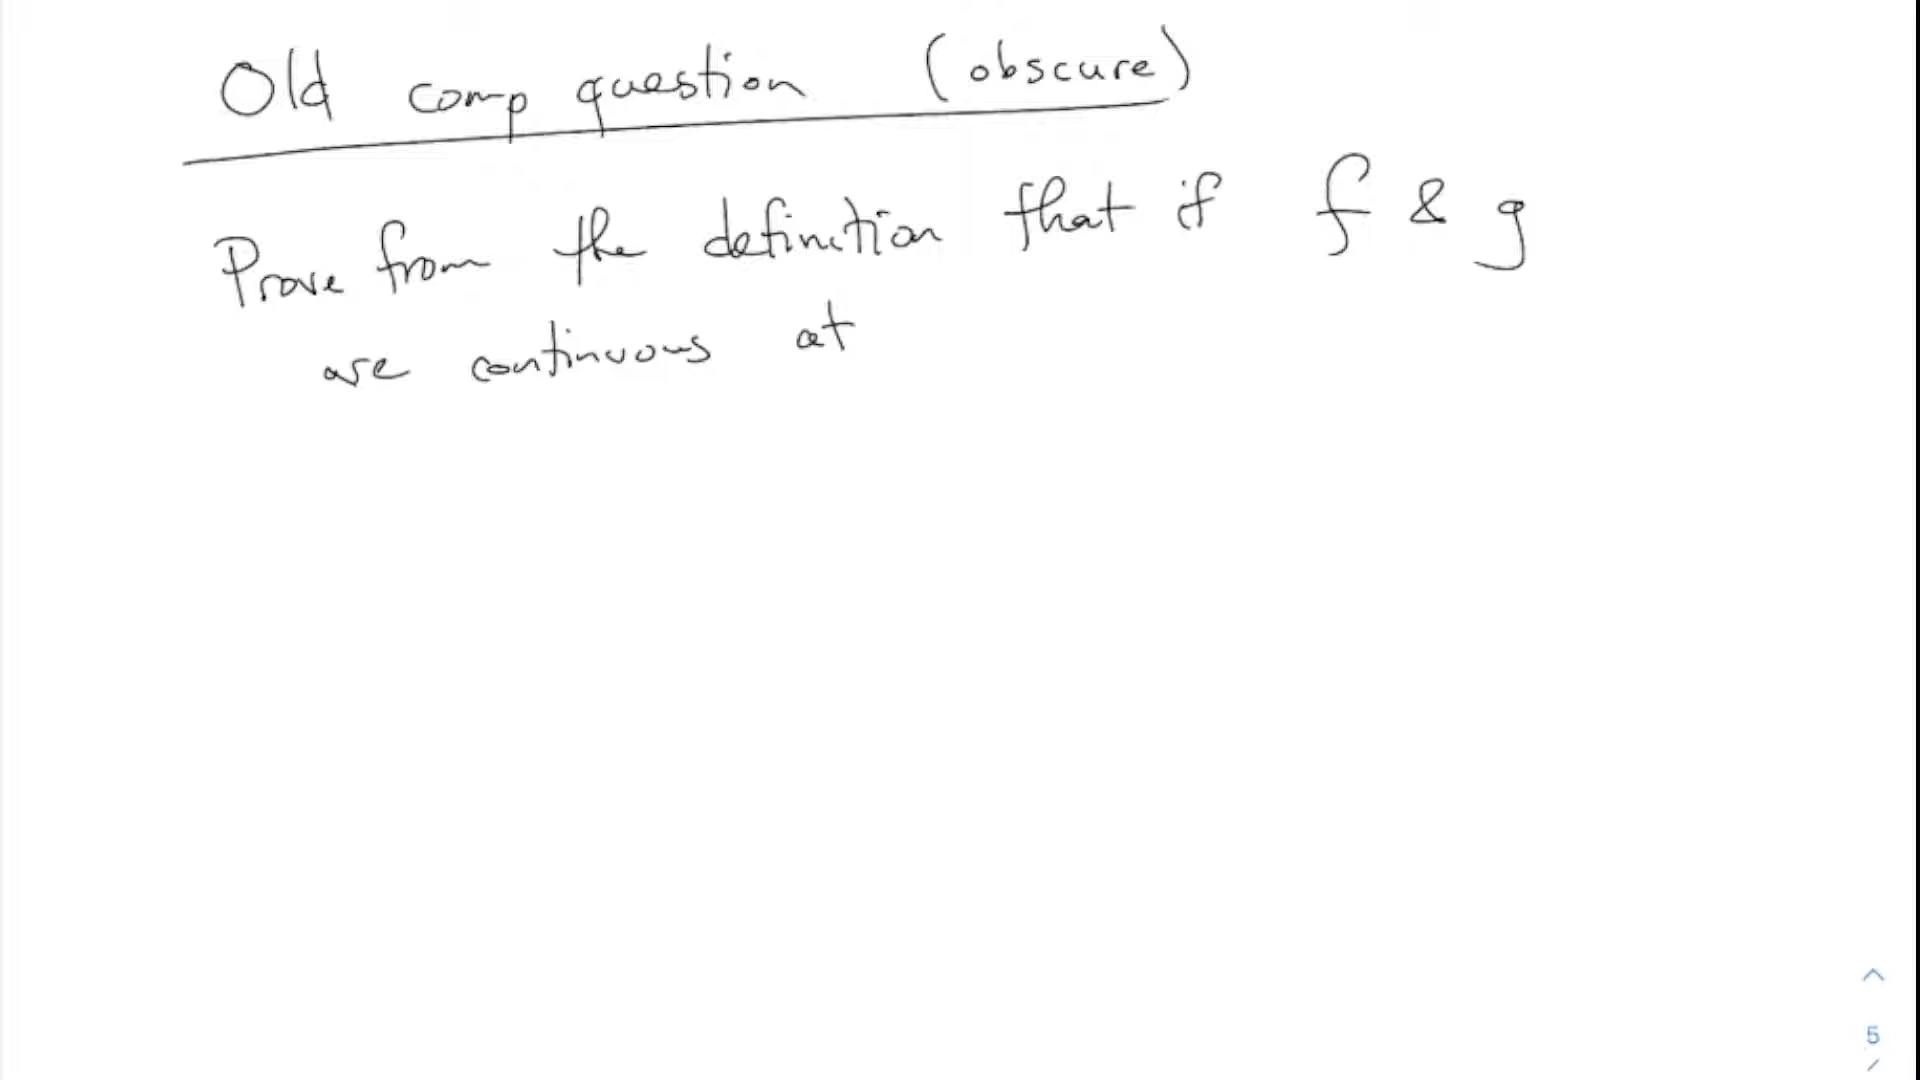 Old comp question (obscure)
Prove from the definition that if f & g
are continuous at
5